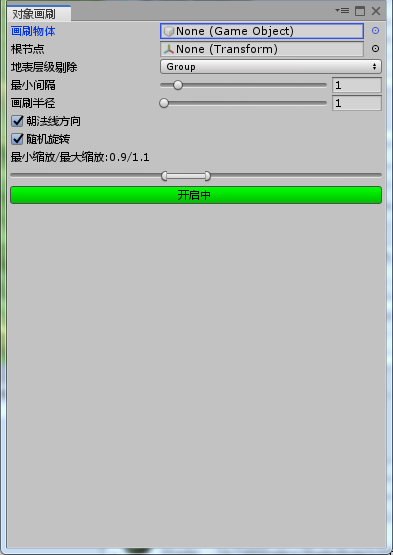 对象画刷
画刷物体 None (Game Object)
根节点 None (Transform)
地表层级剔除 Group
最小间隔 1
画刷半径 1
朝法线方向
随机旋转
最小缩放/最大缩放:0.9/1.1
开启中